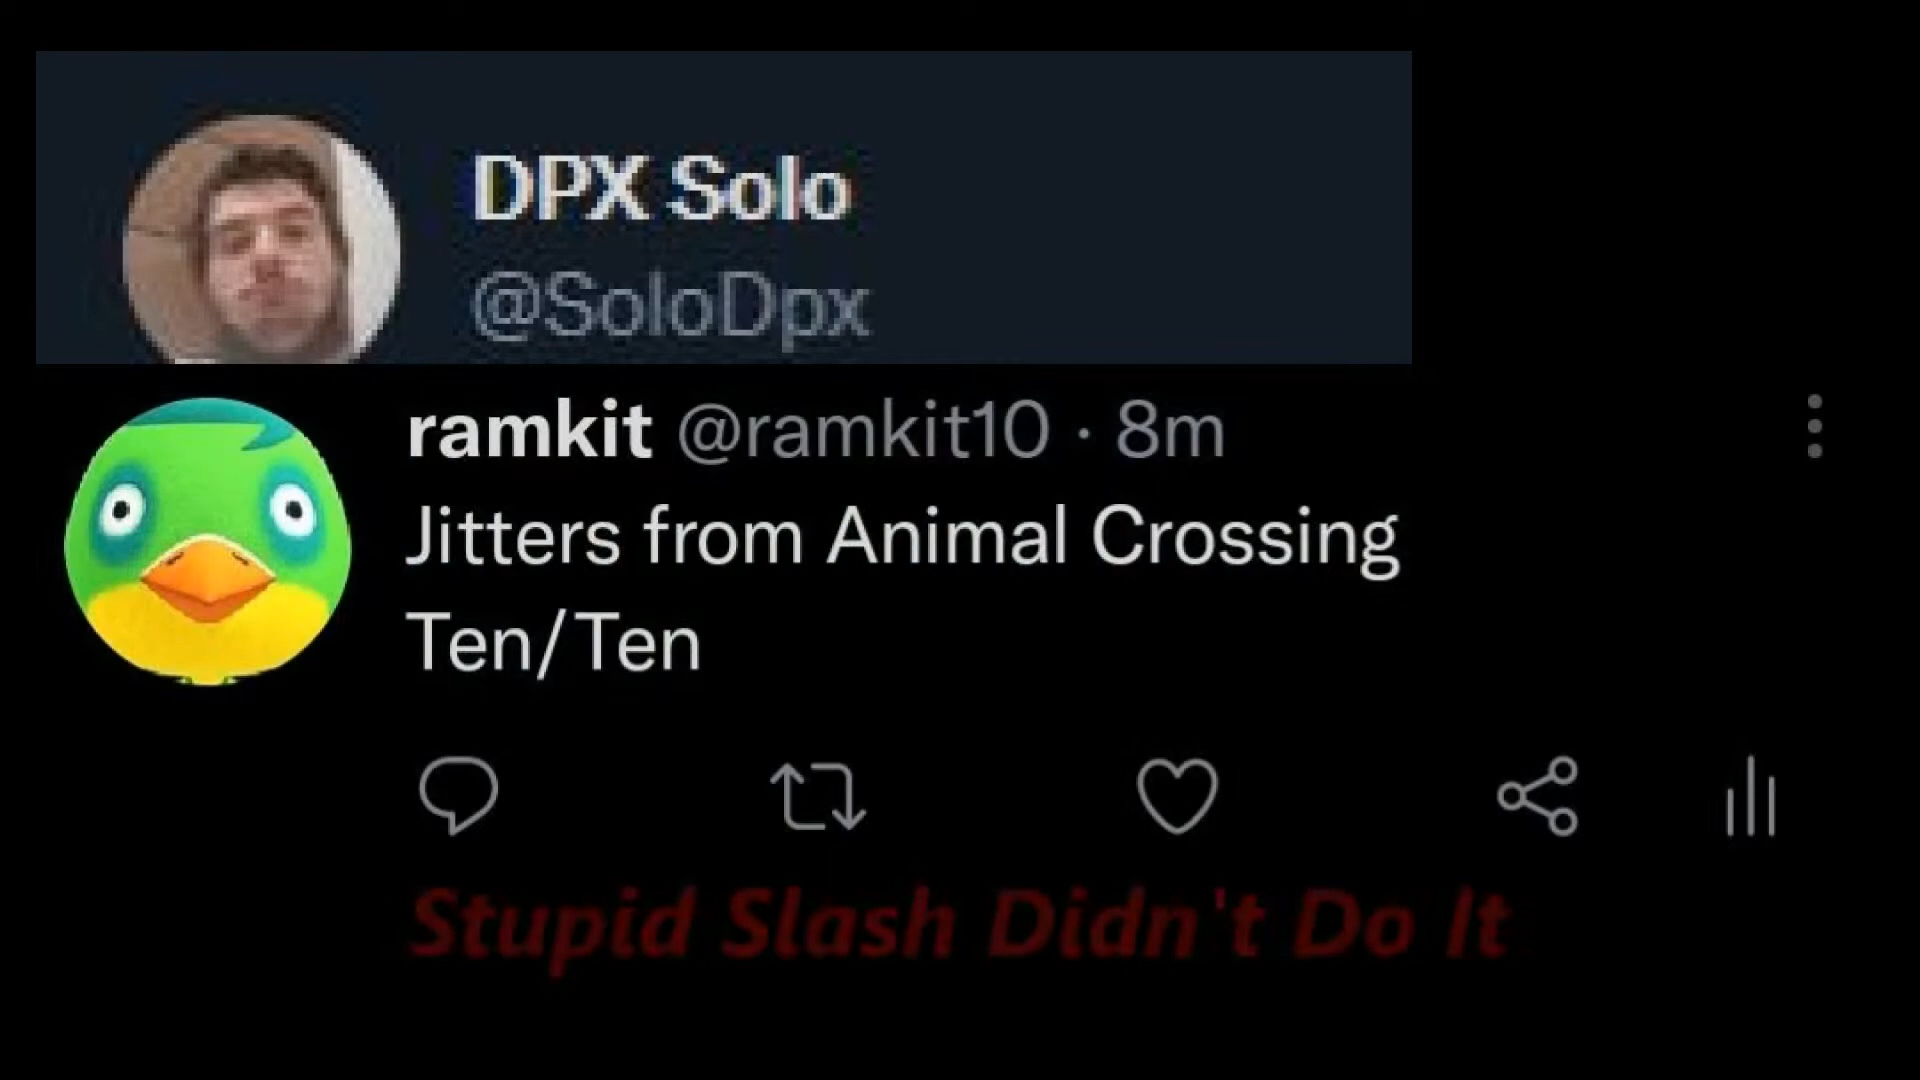 DPX Solo
@SoloDpx
ramkit @ramkit10 · 8m
Jitters from Animal Crossing
Ten/Ten
Stupid Slash Didn't Do It